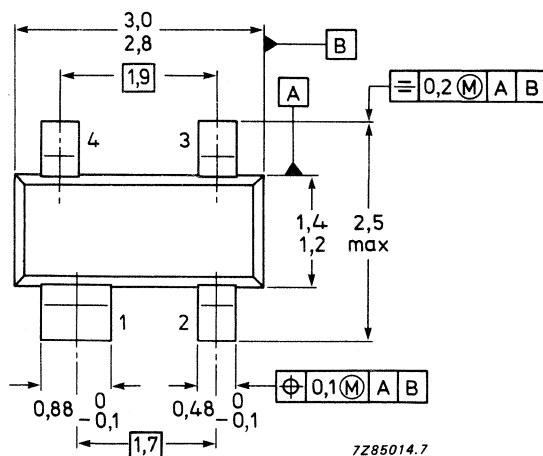 3,0
2,8
B
1,9
A
⌯ 0,2 Ⓜ A B
4
3
1,4
1,2
2,5
max
1
2
0,88 0
-0,1
0,48 0
-0,1
⌖ 0,1 Ⓜ A B
1,7
7Z85014.7